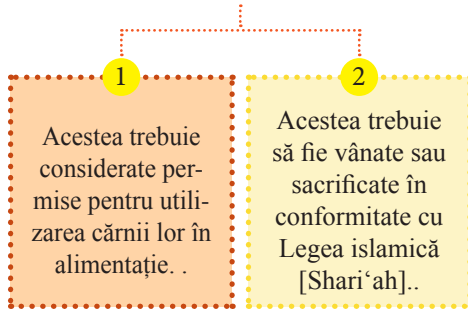 1
Acestea trebuie
considerate per-
mise pentru utili-
zarea cărnii lor în
alimentație. .
2
Acestea trebuie
să fie vânate sau
sacrificate în
conformitate cu
Legea islamică
[Shari‘ah]..